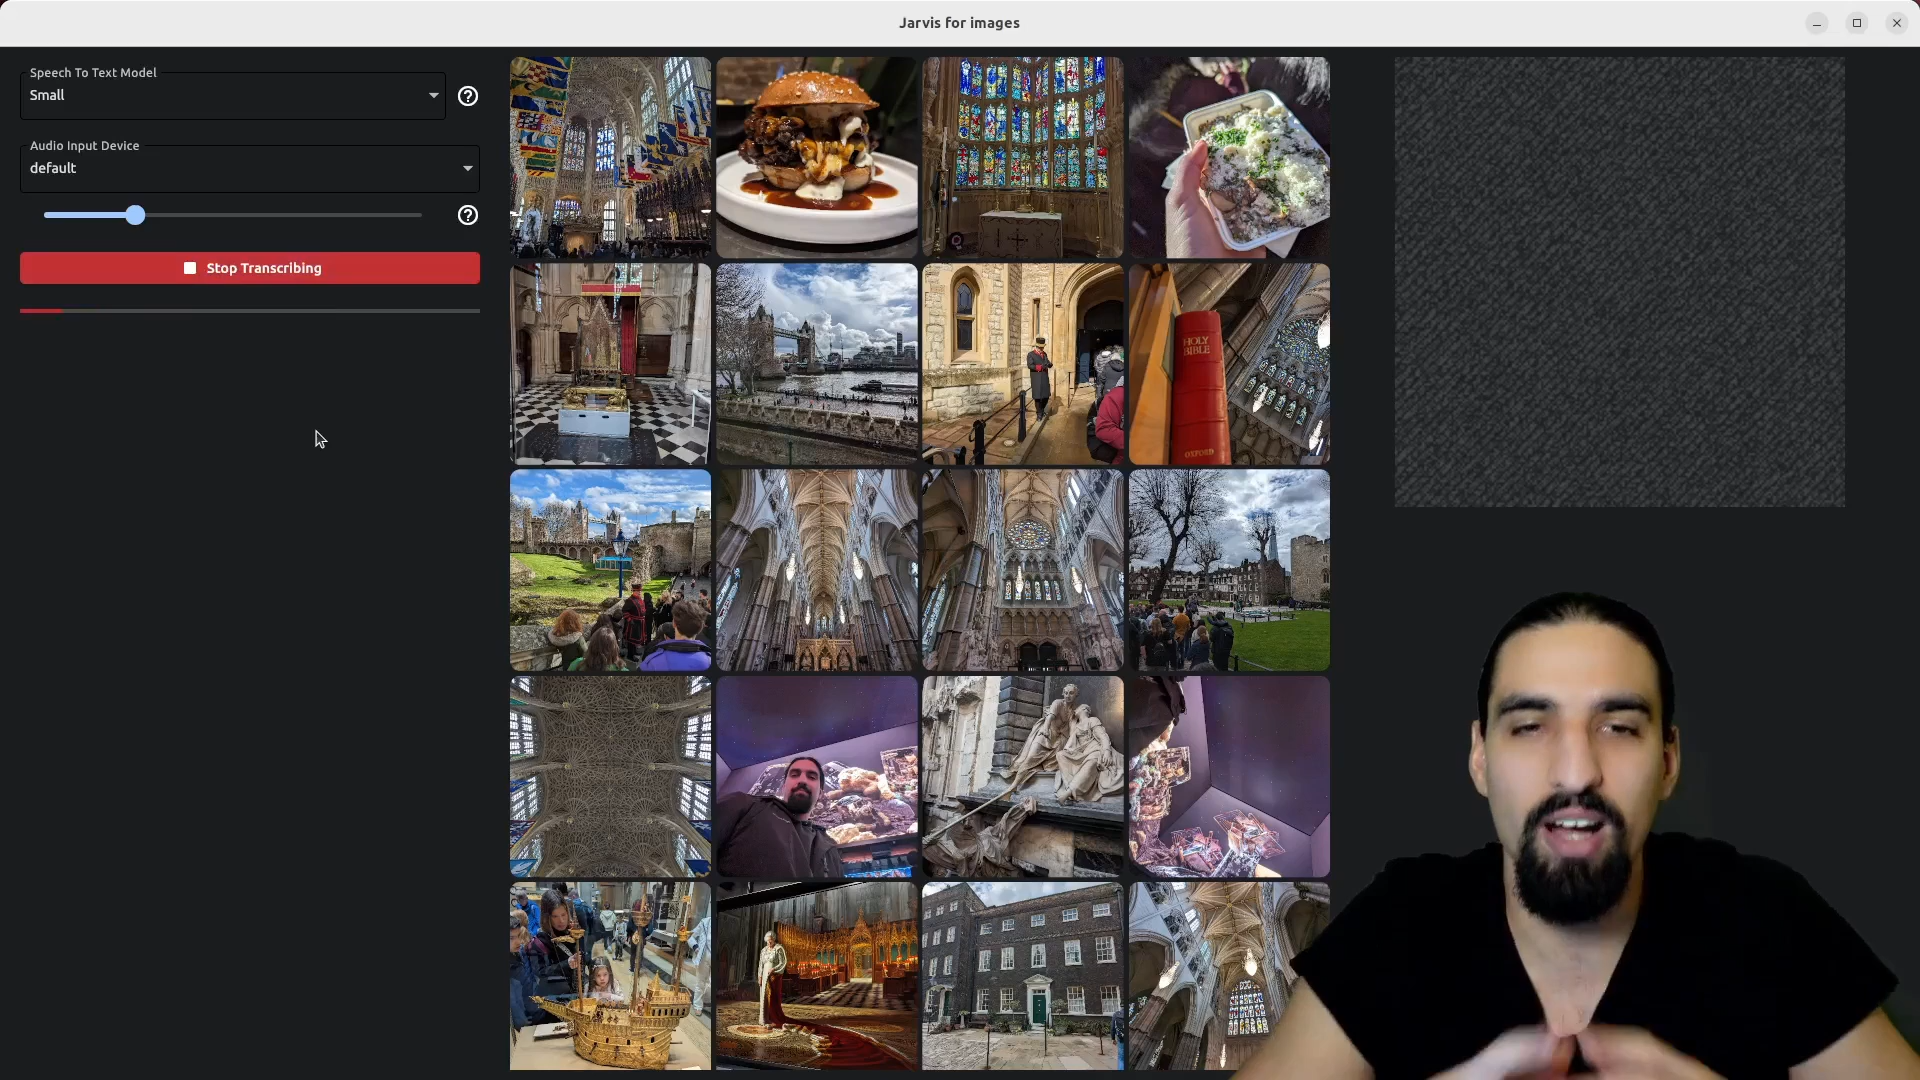 Jarvis for images
Speech To Text Model
Small
Audio Input Device
default
Stop Transcribing
HOLY
BIBLE
OXFORD